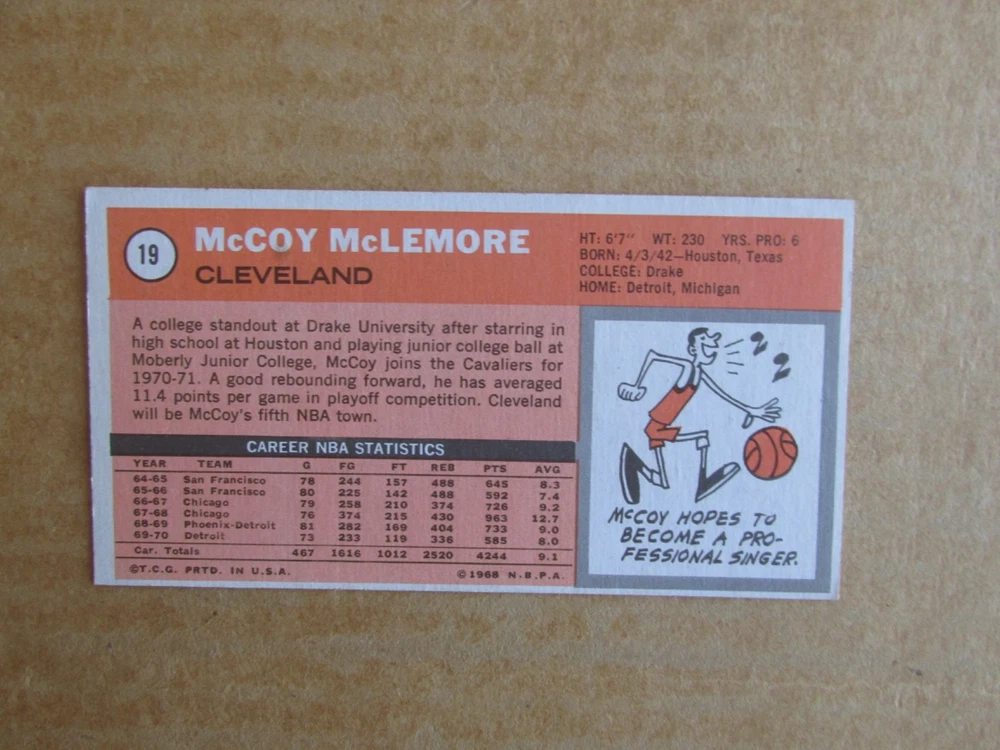 19
McCOY McLEMORE
CLEVELAND
HT: 6'7" WT: 230 YRS. PRO: 6
BORN: 4/3/42—Houston, Texas
COLLEGE: Drake
HOME: Detroit, Michigan
A college standout at Drake University after starring in
high school at Houston and playing junior college ball at
Moberly Junior College, McCoy joins the Cavaliers for
1970-71. A good rebounding forward, he has averaged
11.4 points per game in playoff competition. Cleveland
will be McCoy's fifth NBA town.
CAREER NBA STATISTICS
YEAR TEAM G FG FT REB PTS AVG
64-65 San Francisco 78 244 157 488 645 8.3
65-66 San Francisco 80 225 142 488 592 7.4
66-67 Chicago 79 258 210 374 726 9.2
67-68 Chicago 76 374 215 430 963 12.7
68-69 Phoenix-Detroit 81 282 169 404 733 9.0
69-70 Detroit 73 233 119 336 585 8.0
Car. Totals 467 1616 1012 2520 4244 9.1
©T.C.G. PRTD. IN U.S.A. ©1968 N.B.P.A.
McCOY HOPES TO
BECOME A PRO-
FESSIONAL SINGER.